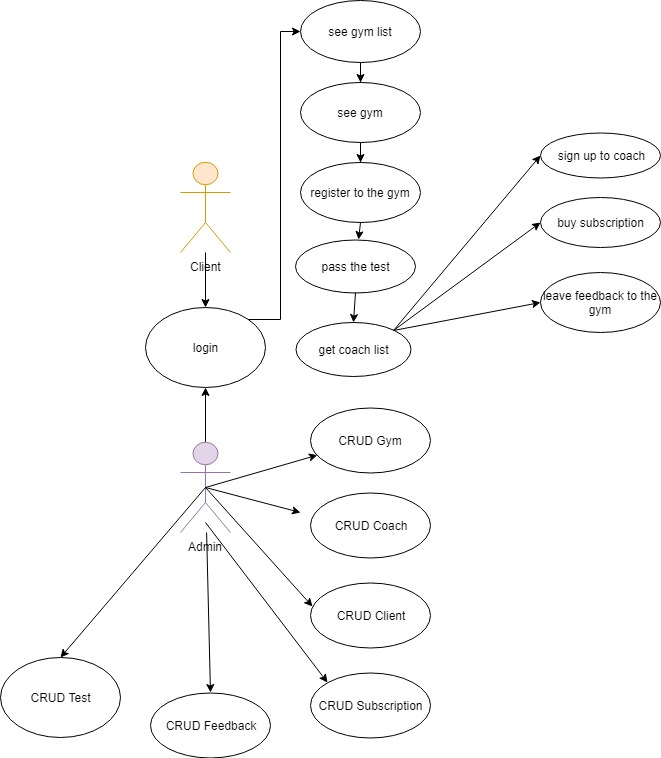 see gym list
see gym
sign up to coach
register to the gym
buy subscription
Client
pass the test
leave feedback to the
gym
login
get coach list
CRUD Gym
CRUD Coach
Admin
CRUD Client
CRUD Test
CRUD Subscription
CRUD Feedback